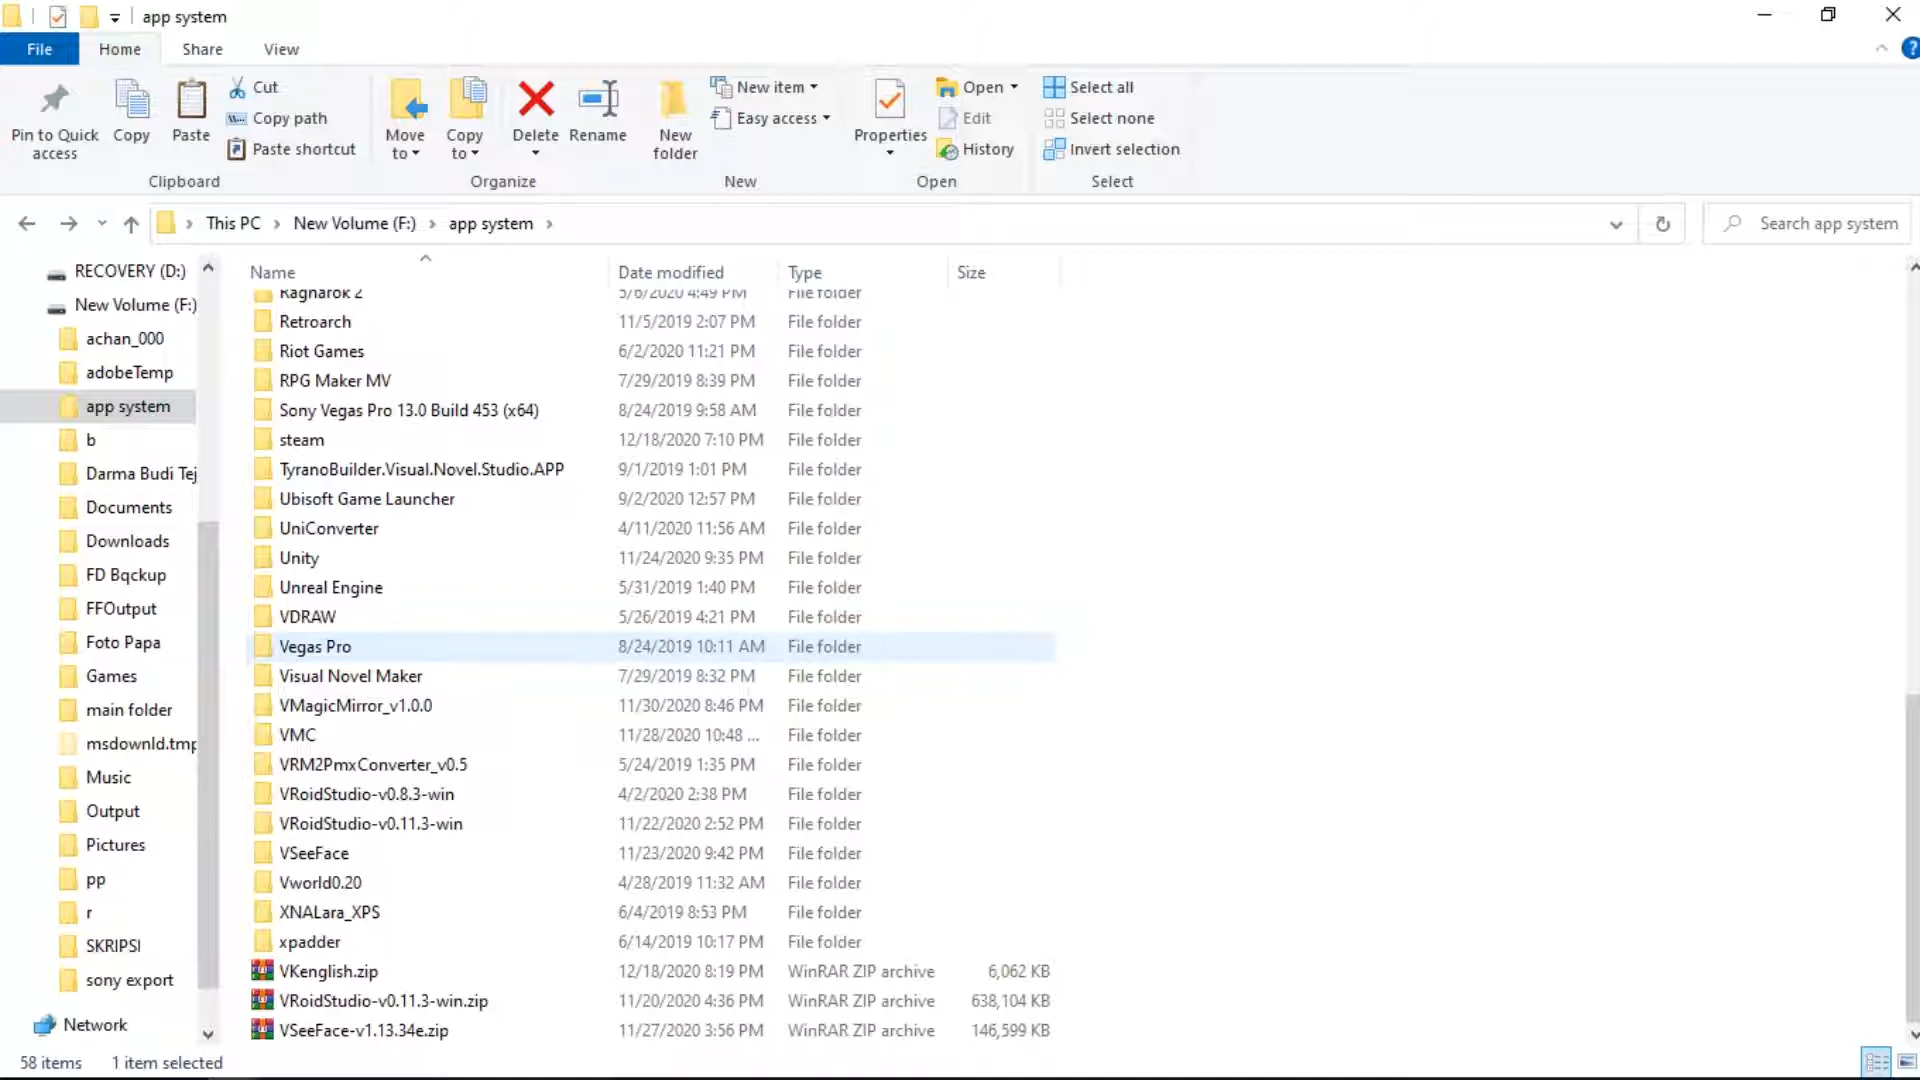 app system
File Home Share View
Pin to Quick access
Copy
Paste
Cut
Copy path
Paste shortcut
Clipboard
Move to
Copy to
Delete
Rename
Organize
New folder
New item
Easy access
New
Properties
Open
Edit
History
Open
Select all
Select none
Invert selection
Select
This PC New Volume (F:) app system
Search app system
RECOVERY (D:)
New Volume (F:)
achan_000
adobeTemp
app system
b
Darma Budi Tej
Documents
Downloads
FD Bqckup
FFOutput
Foto Papa
Games
main folder
msdownld.tmp
Music
Output
Pictures
pp
r
SKRIPSI
sony export
Network
Name Date modified Type Size
Ragnarok 2 5/6/2020 4:49 PM File folder
Retroarch 11/5/2019 2:07 PM File folder
Riot Games 6/2/2020 11:21 PM File folder
RPG Maker MV 7/29/2019 8:39 PM File folder
Sony Vegas Pro 13.0 Build 453 (x64) 8/24/2019 9:58 AM File folder
steam 12/18/2020 7:10 PM File folder
TyranoBuilder.Visual.Novel.Studio.APP 9/1/2019 1:01 PM File folder
Ubisoft Game Launcher 9/2/2020 12:57 PM File folder
UniConverter 4/11/2020 11:56 AM File folder
Unity 11/24/2020 9:35 PM File folder
Unreal Engine 5/31/2019 1:40 PM File folder
VDRAW 5/26/2019 4:21 PM File folder
Vegas Pro 8/24/2019 10:11 AM File folder
Visual Novel Maker 7/29/2019 8:32 PM File folder
VMagicMirror_v1.0.0 11/30/2020 8:46 PM File folder
VMC 11/28/2020 10:48 ... File folder
VRM2PmxConverter_v0.5 5/24/2019 1:35 PM File folder
VRoidStudio-v0.8.3-win 4/2/2020 2:38 PM File folder
VRoidStudio-v0.11.3-win 11/22/2020 2:52 PM File folder
VSeeFace 11/23/2020 9:42 PM File folder
Vworld0.20 4/28/2019 11:32 AM File folder
XNALara_XPS 6/4/2019 8:53 PM File folder
xpadder 6/14/2019 10:17 PM File folder
VKenglish.zip 12/18/2020 8:19 PM WinRAR ZIP archive 6,062 KB
VRoidStudio-v0.11.3-win.zip 11/20/2020 4:36 PM WinRAR ZIP archive 638,104 KB
VSeeFace-v1.13.34e.zip 11/27/2020 3:56 PM WinRAR ZIP archive 146,599 KB
58 items 1 item selected